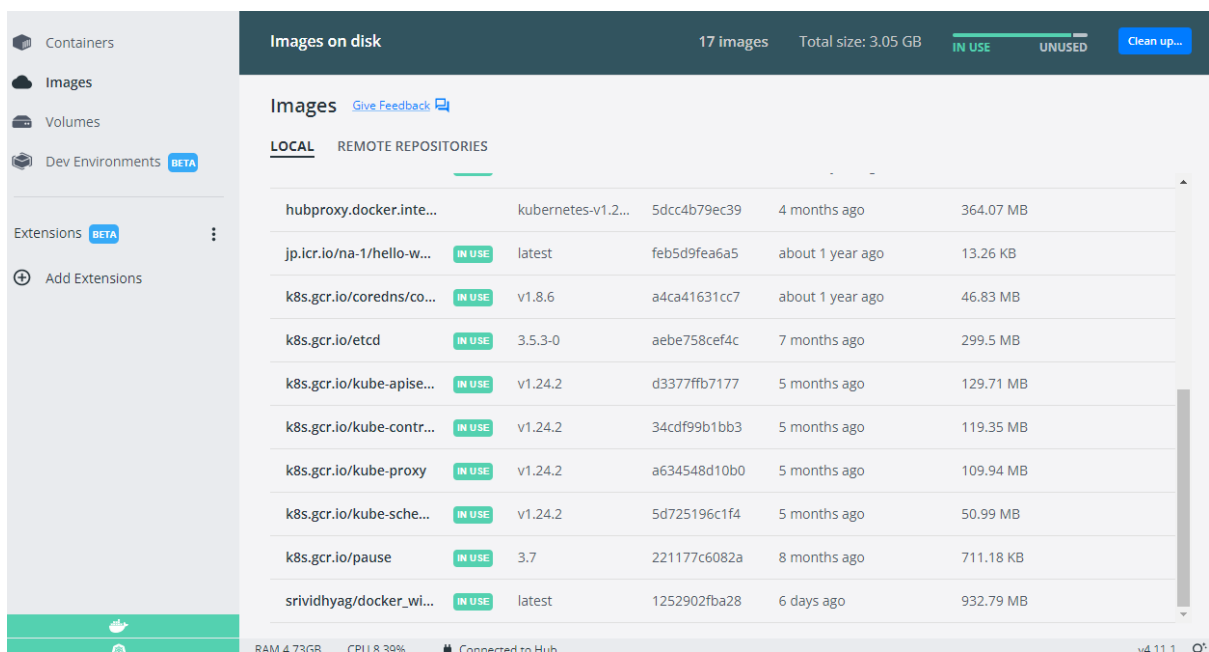 Containers
Images
Volumes
Dev Environments BETA
Extensions BETA
Add Extensions
Images on disk 17 images Total size: 3.05 GB IN USE UNUSED Clean up...
Images Give Feedback
LOCAL REMOTE REPOSITORIES
hubproxy.docker.inte... kubernetes-v1.2... 5dcc4b79ec39 4 months ago 364.07 MB
jp.icr.io/na-1/hello-w... IN USE latest feb5d9fea6a5 about 1 year ago 13.26 KB
k8s.gcr.io/coredns/co... IN USE v1.8.6 a4ca41631cc7 about 1 year ago 46.83 MB
k8s.gcr.io/etcd IN USE 3.5.3-0 aebe758cef4c 7 months ago 299.5 MB
k8s.gcr.io/kube-apise... IN USE v1.24.2 d3377ffb7177 5 months ago 129.71 MB
k8s.gcr.io/kube-contr... IN USE v1.24.2 34cdf99b1bb3 5 months ago 119.35 MB
k8s.gcr.io/kube-proxy IN USE v1.24.2 a634548d10b0 5 months ago 109.94 MB
k8s.gcr.io/kube-sche... IN USE v1.24.2 5d725196c1f4 5 months ago 50.99 MB
k8s.gcr.io/pause IN USE 3.7 221177c6082a 8 months ago 711.18 KB
srividhyag/docker_wi... IN USE latest 1252902fba28 6 days ago 932.79 MB
RAM 4.73GB CPU 8.39% Connected to Hub v4.11.1